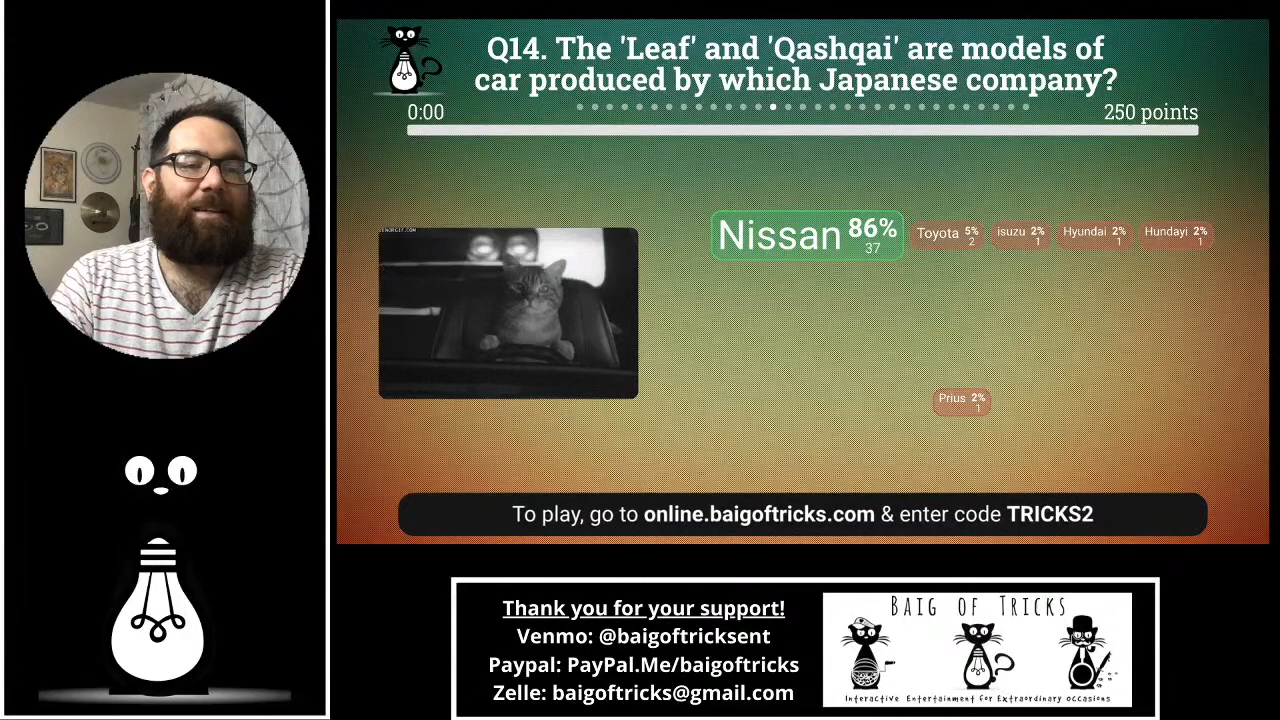 Q14. The 'Leaf' and 'Qashqai' are models of
car produced by which Japanese company?
0:00
250 points
Nissan 86% 37
Toyota 5% 2
isuzu 2% 1
Hyundai 2% 1
Hundayi 2% 1
Prius 2% 1
To play, go to online.baigoftricks.com & enter code TRICKS2
Thank you for your support!
Venmo: @baigoftricksent
Paypal: PayPal.Me/baigoftricks
Zelle: baigoftricks@gmail.com
BAIG OF TRICKS
Interactive Entertainment for Extraordinary occasions